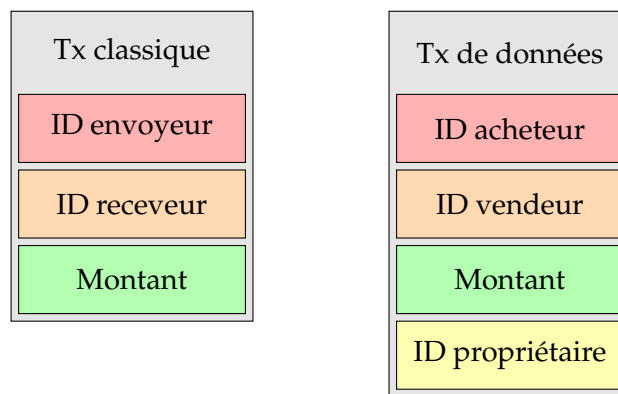 Tx classique
ID envoyeur
ID receveur
Montant
Tx de données
ID acheteur
ID vendeur
Montant
ID propriétaire